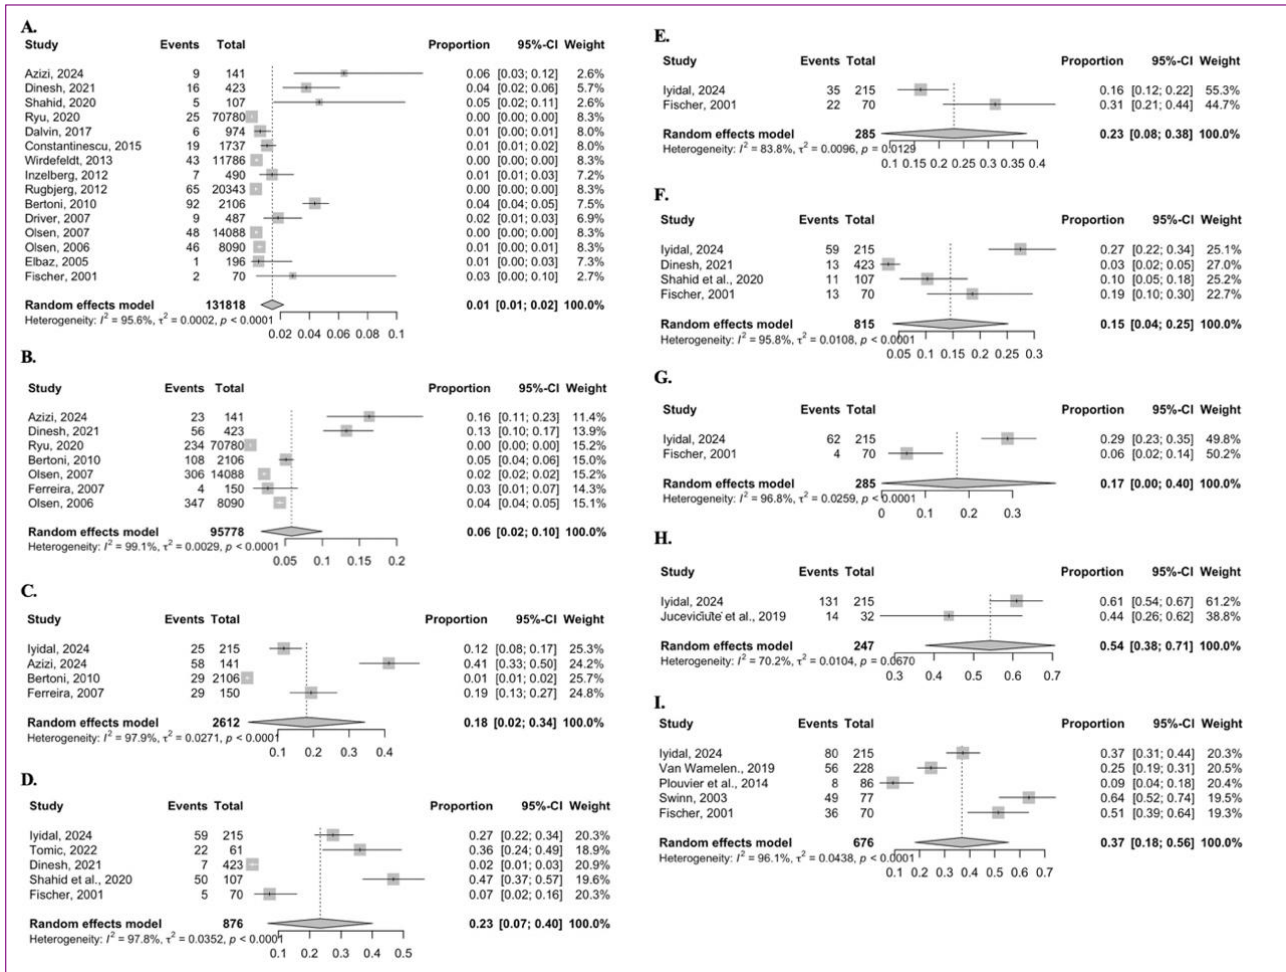 A.
Study Events Total Proportion 95%-CI Weight
Azizi, 2024 9 141 0.06 [0.03; 0.12] 2.6%
Dinesh, 2021 16 423 0.04 [0.02; 0.06] 5.7%
Shahid, 2020 5 107 0.05 [0.02; 0.11] 2.6%
Ryu, 2020 25 70780 0.00 [0.00; 0.00] 8.3%
Dalvin, 2017 6 974 0.01 [0.00; 0.01] 8.0%
Constantinescu, 2015 19 1737 0.01 [0.01; 0.02] 8.0%
Wirdefeldt, 2013 43 11786 0.00 [0.00; 0.00] 8.3%
Inzelberg, 2012 7 490 0.01 [0.01; 0.03] 7.2%
Rugbjerg, 2012 65 20343 0.00 [0.00; 0.00] 8.3%
Bertoni, 2010 92 2106 0.04 [0.04; 0.05] 7.5%
Driver, 2007 9 487 0.02 [0.01; 0.03] 6.9%
Olsen, 2007 48 14088 0.00 [0.00; 0.00] 8.3%
Olsen, 2006 46 8090 0.01 [0.00; 0.01] 8.3%
Elbaz, 2005 1 196 0.01 [0.00; 0.03] 7.3%
Fischer, 2001 2 70 0.03 [0.00; 0.10] 2.7%
Random effects model 131818 0.01 [0.01; 0.02] 100.0%
Heterogeneity: I² = 95.6%, τ² = 0.0002, p < 0.0001
0.02 0.04 0.06 0.08 0.1
B.
Study Events Total Proportion 95%-CI Weight
Azizi, 2024 23 141 0.16 [0.11; 0.23] 11.4%
Dinesh, 2021 56 423 0.13 [0.10; 0.17] 13.9%
Ryu, 2020 234 70780 0.00 [0.00; 0.00] 15.2%
Bertoni, 2010 108 2106 0.05 [0.04; 0.06] 15.0%
Olsen, 2007 306 14088 0.02 [0.02; 0.02] 15.2%
Ferreira, 2007 4 150 0.03 [0.01; 0.07] 14.3%
Olsen, 2006 347 8090 0.04 [0.04; 0.05] 15.1%
Random effects model 95778 0.06 [0.02; 0.10] 100.0%
Heterogeneity: I² = 99.1%, τ² = 0.0029, p < 0.0001
0.05 0.1 0.15 0.2
C.
Study Events Total Proportion 95%-CI Weight
Iyidal, 2024 25 215 0.12 [0.08; 0.17] 25.3%
Azizi, 2024 58 141 0.41 [0.33; 0.50] 24.2%
Bertoni, 2010 29 2106 0.01 [0.01; 0.02] 25.7%
Ferreira, 2007 29 150 0.19 [0.13; 0.27] 24.8%
Random effects model 2612 0.18 [0.02; 0.34] 100.0%
Heterogeneity: I² = 97.9%, τ² = 0.0271, p < 0.0001
0.1 0.2 0.3 0.4
D.
Study Events Total Proportion 95%-CI Weight
Iyidal, 2024 59 215 0.27 [0.22; 0.34] 20.3%
Tomic, 2022 22 61 0.36 [0.24; 0.49] 18.9%
Dinesh, 2021 7 423 0.02 [0.01; 0.03] 20.9%
Shahid et al., 2020 50 107 0.47 [0.37; 0.57] 19.6%
Fischer, 2001 5 70 0.07 [0.02; 0.16] 20.3%
Random effects model 876 0.23 [0.07; 0.40] 100.0%
Heterogeneity: I² = 97.8%, τ² = 0.0352, p < 0.0001
0.1 0.2 0.3 0.4 0.5
E.
Study Events Total Proportion 95%-CI Weight
Iyidal, 2024 35 215 0.16 [0.12; 0.22] 55.3%
Fischer, 2001 22 70 0.31 [0.21; 0.44] 44.7%
Random effects model 285 0.23 [0.08; 0.38] 100.0%
Heterogeneity: I² = 83.8%, τ² = 0.0096, p = 0.0129
0.1 0.15 0.2 0.25 0.3 0.35 0.4
F.
Study Events Total Proportion 95%-CI Weight
Iyidal, 2024 59 215 0.27 [0.22; 0.34] 25.1%
Dinesh, 2021 13 423 0.03 [0.02; 0.05] 27.0%
Shahid et al., 2020 11 107 0.10 [0.05; 0.18] 25.2%
Fischer, 2001 13 70 0.19 [0.10; 0.30] 22.7%
Random effects model 815 0.15 [0.04; 0.25] 100.0%
Heterogeneity: I² = 95.8%, τ² = 0.0108, p < 0.0001
0.05 0.1 0.15 0.2 0.25 0.3
G.
Study Events Total Proportion 95%-CI Weight
Iyidal, 2024 62 215 0.29 [0.23; 0.35] 49.8%
Fischer, 2001 4 70 0.06 [0.02; 0.14] 50.2%
Random effects model 285 0.17 [0.00; 0.40] 100.0%
Heterogeneity: I² = 96.8%, τ² = 0.0259, p < 0.0001
0 0.1 0.2 0.3
H.
Study Events Total Proportion 95%-CI Weight
Iyidal, 2024 131 215 0.61 [0.54; 0.67] 61.2%
et al., 2019 14 32 0.44 [0.26; 0.62] 38.8%
Random effects model 247 0.54 [0.38; 0.71] 100.0%
Heterogeneity: I² = 70.2%, τ² = 0.0104, p = 0.0670
0.3 0.4 0.5 0.6 0.7
I.
Study Events Total Proportion 95%-CI Weight
Iyidal, 2024 80 215 0.37 [0.31; 0.44] 20.3%
Van Wamelen., 2019 56 228 0.25 [0.19; 0.31] 20.5%
Plouvier et al., 2014 8 86 0.09 [0.04; 0.18] 20.4%
Swinn, 2003 49 77 0.64 [0.52; 0.74] 19.5%
Fischer, 2001 36 70 0.51 [0.39; 0.64] 19.3%
Random effects model 676 0.37 [0.18; 0.56] 100.0%
Heterogeneity: I² = 96.1%, τ² = 0.0438, p < 0.0001
0.1 0.2 0.3 0.4 0.5 0.6 0.7